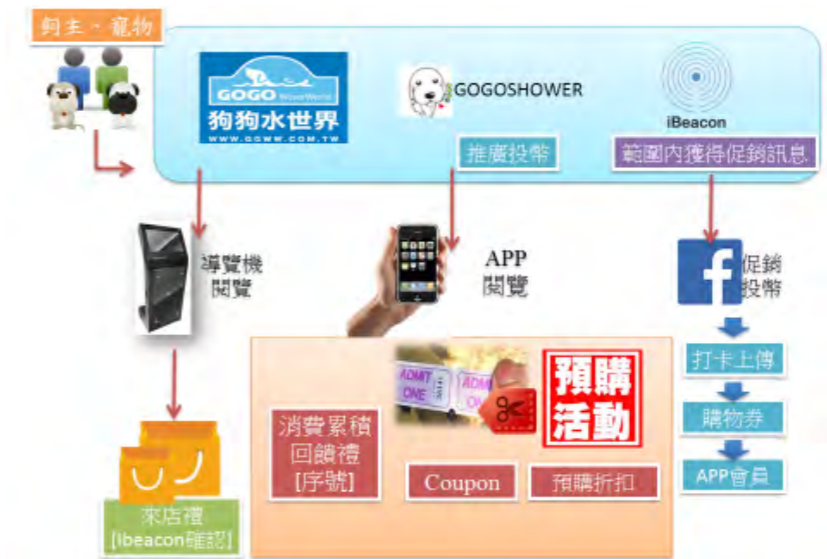 飼主、寵物
GOGO WaterWorld
狗狗水世界
WWW.GGWW.COM.TW
GOGOSHOWER
iBeacon
推廣投幣
範圍內獲得促銷訊息
導覽機
閱覽
APP
閱覽
促銷
投幣
打卡上傳
購物券
APP會員
ADMIT
ONE
ADMIT
ONE
預購
活動
消費累積
回饋禮
[序號]
Coupon
預購折扣
來店禮
[Ibeacon確認]